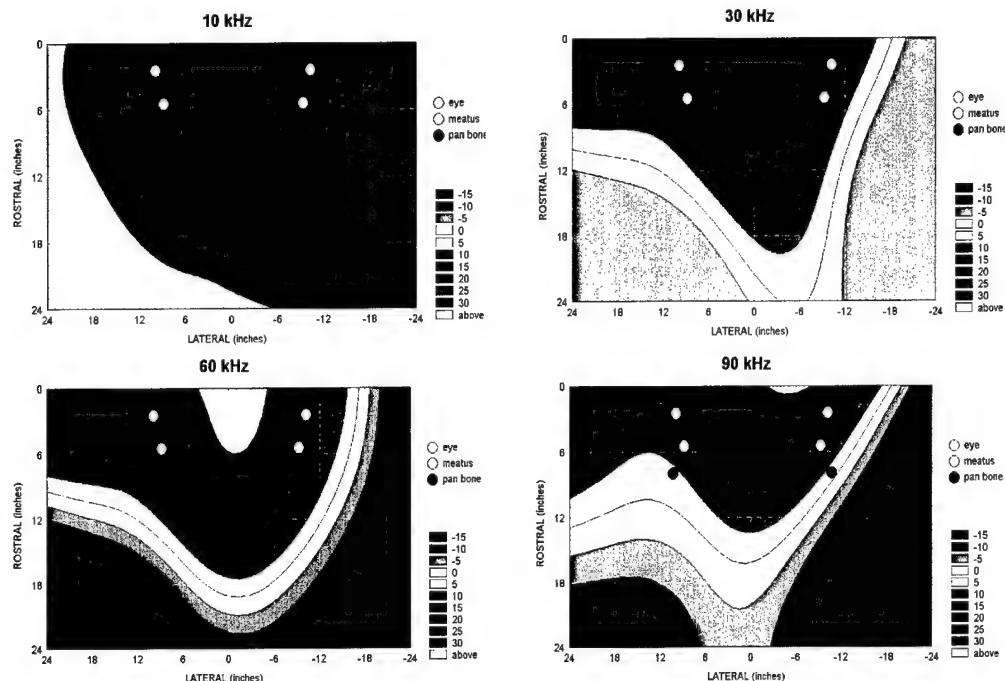 10 kHz
ROSTRAL (inches)
0
6
12
18
24
24 18 12 6 0 -6 -12 -18 -24
LATERAL (inches)
eye
meatus
pan bone
-15
-10
-5
0
5
10
15
20
25
30
above
30 kHz
ROSTRAL (inches)
0
6
12
18
24
24 18 12 6 0 -6 -12 -18 -24
LATERAL (inches)
eye
meatus
pan bone
-15
-10
-5
0
5
10
15
20
25
30
above
60 kHz
ROSTRAL (inches)
0
6
12
18
24
24 18 12 6 0 -6 -12 -18 -24
LATERAL (inches)
eye
meatus
pan bone
-15
-10
-5
0
5
10
15
20
25
30
above
90 kHz
ROSTRAL (inches)
0
6
12
18
24
24 18 12 6 0 -6 -12 -18 -24
LATERAL (inches)
eye
meatus
pan bone
-15
-10
-5
0
5
10
15
20
25
30
above